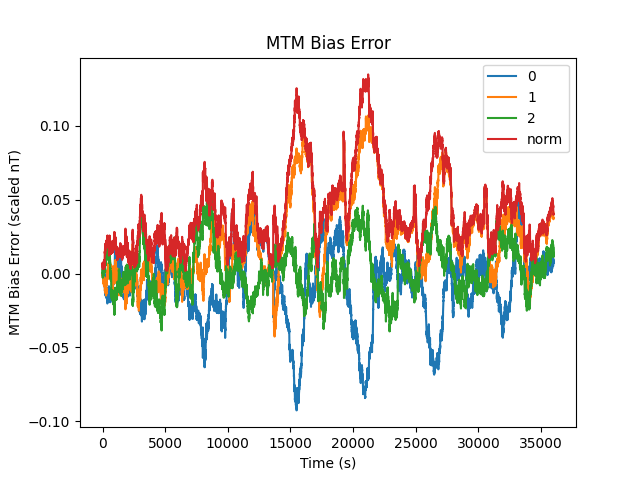 MTM Bias Error
0
1
2
norm
MTM Bias Error (scaled nT)
0.10
0.05
0.00
−0.05
−0.10
0 5000 10000 15000 20000 25000 30000 35000
Time (s)